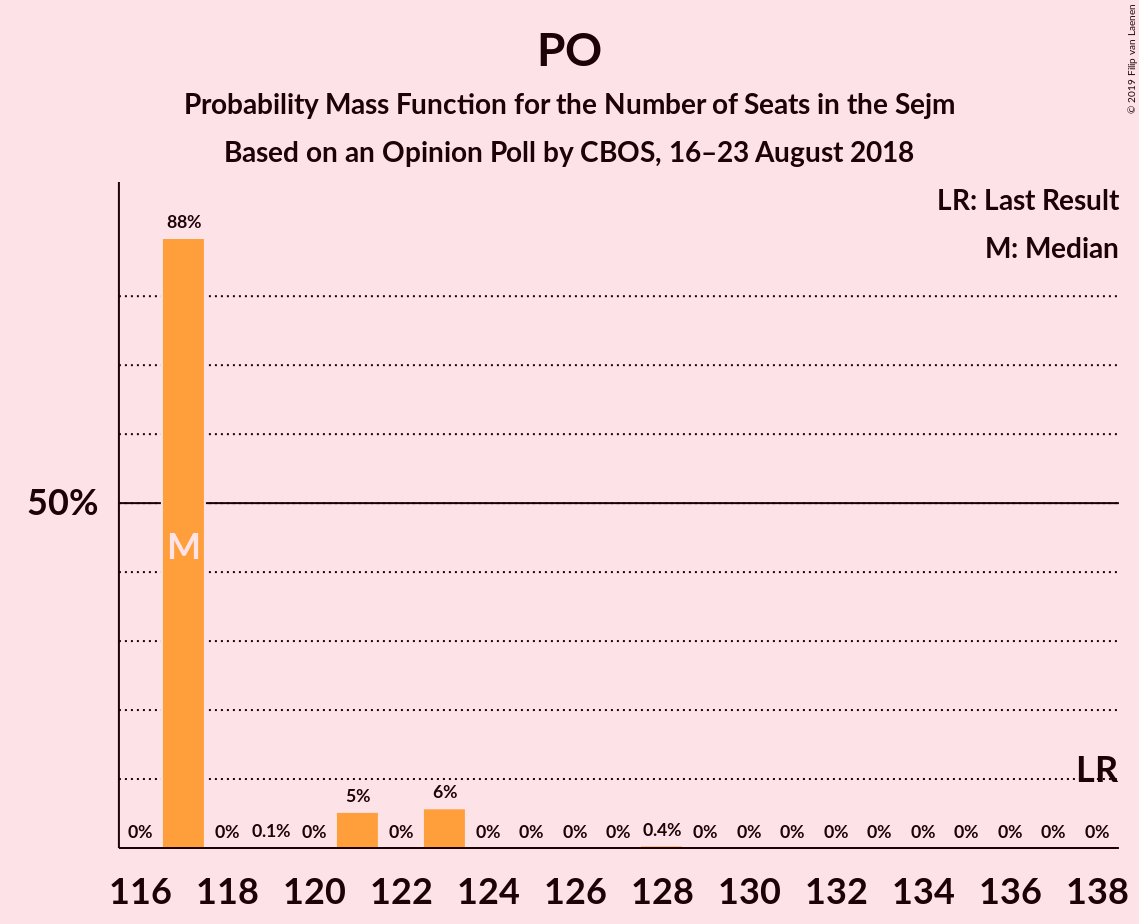 PO
Probability Mass Function for the Number of Seats in the Sejm
Based on an Opinion Poll by CBOS, 16–23 August 2018
© 2019 Filip van Laenen
LR: Last Result
M: Median
88%
50%
M
LR
0% 0% 0.1% 0% 5% 0% 6% 0% 0% 0% 0% 0.4% 0% 0% 0% 0% 0% 0% 0% 0% 0% 0%
116 118 120 122 124 126 128 130 132 134 136 138